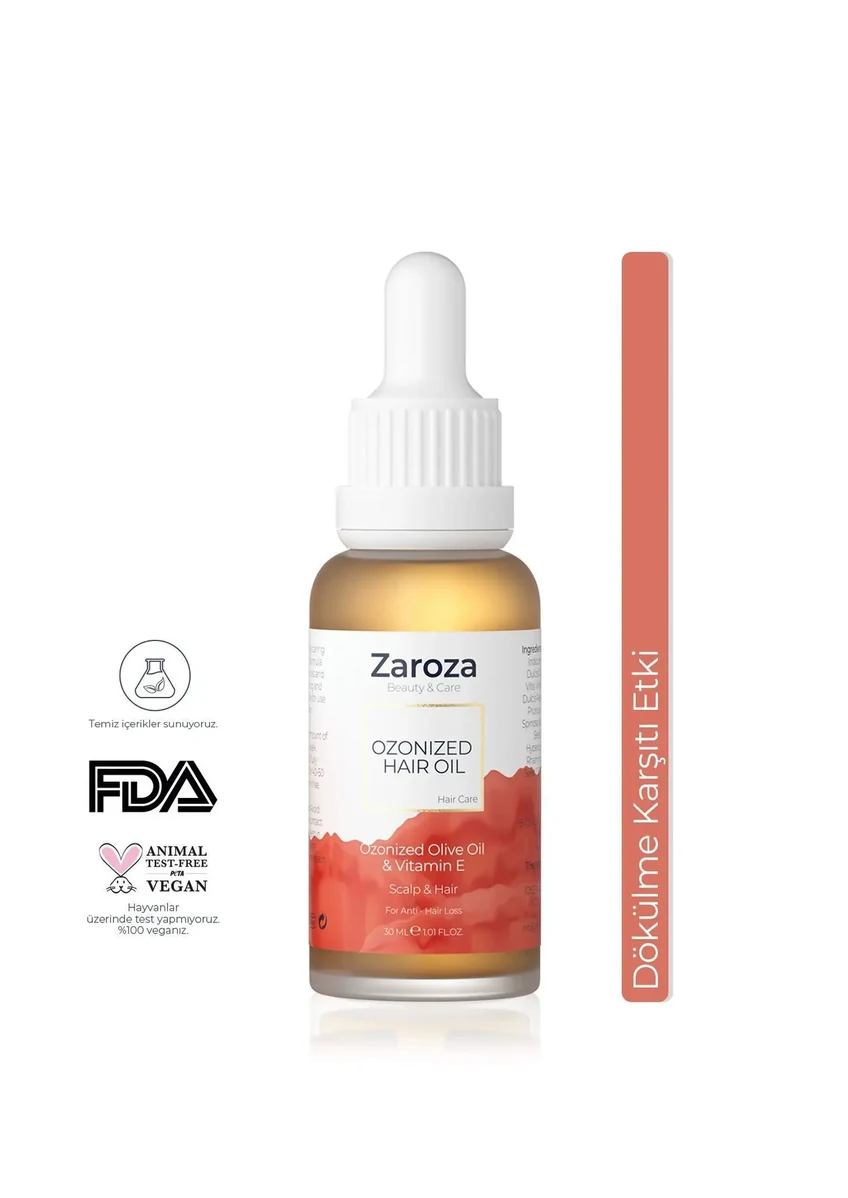 Zaroza
Beauty & Care
OZONIZED
HAIR OIL
Hair Care
Ozonized Olive Oil
& Vitamin E
Scalp & Hair
For Anti - Hair Loss
30 ML ℮ 1,01 FL.OZ.
Temiz içerikler sunuyoruz.
FDA
ANIMAL
TEST-FREE
PETA
VEGAN
Hayvanlar
üzerinde test yapmıyoruz.
%100 veganız.
Dökülme Karşıtı Etki